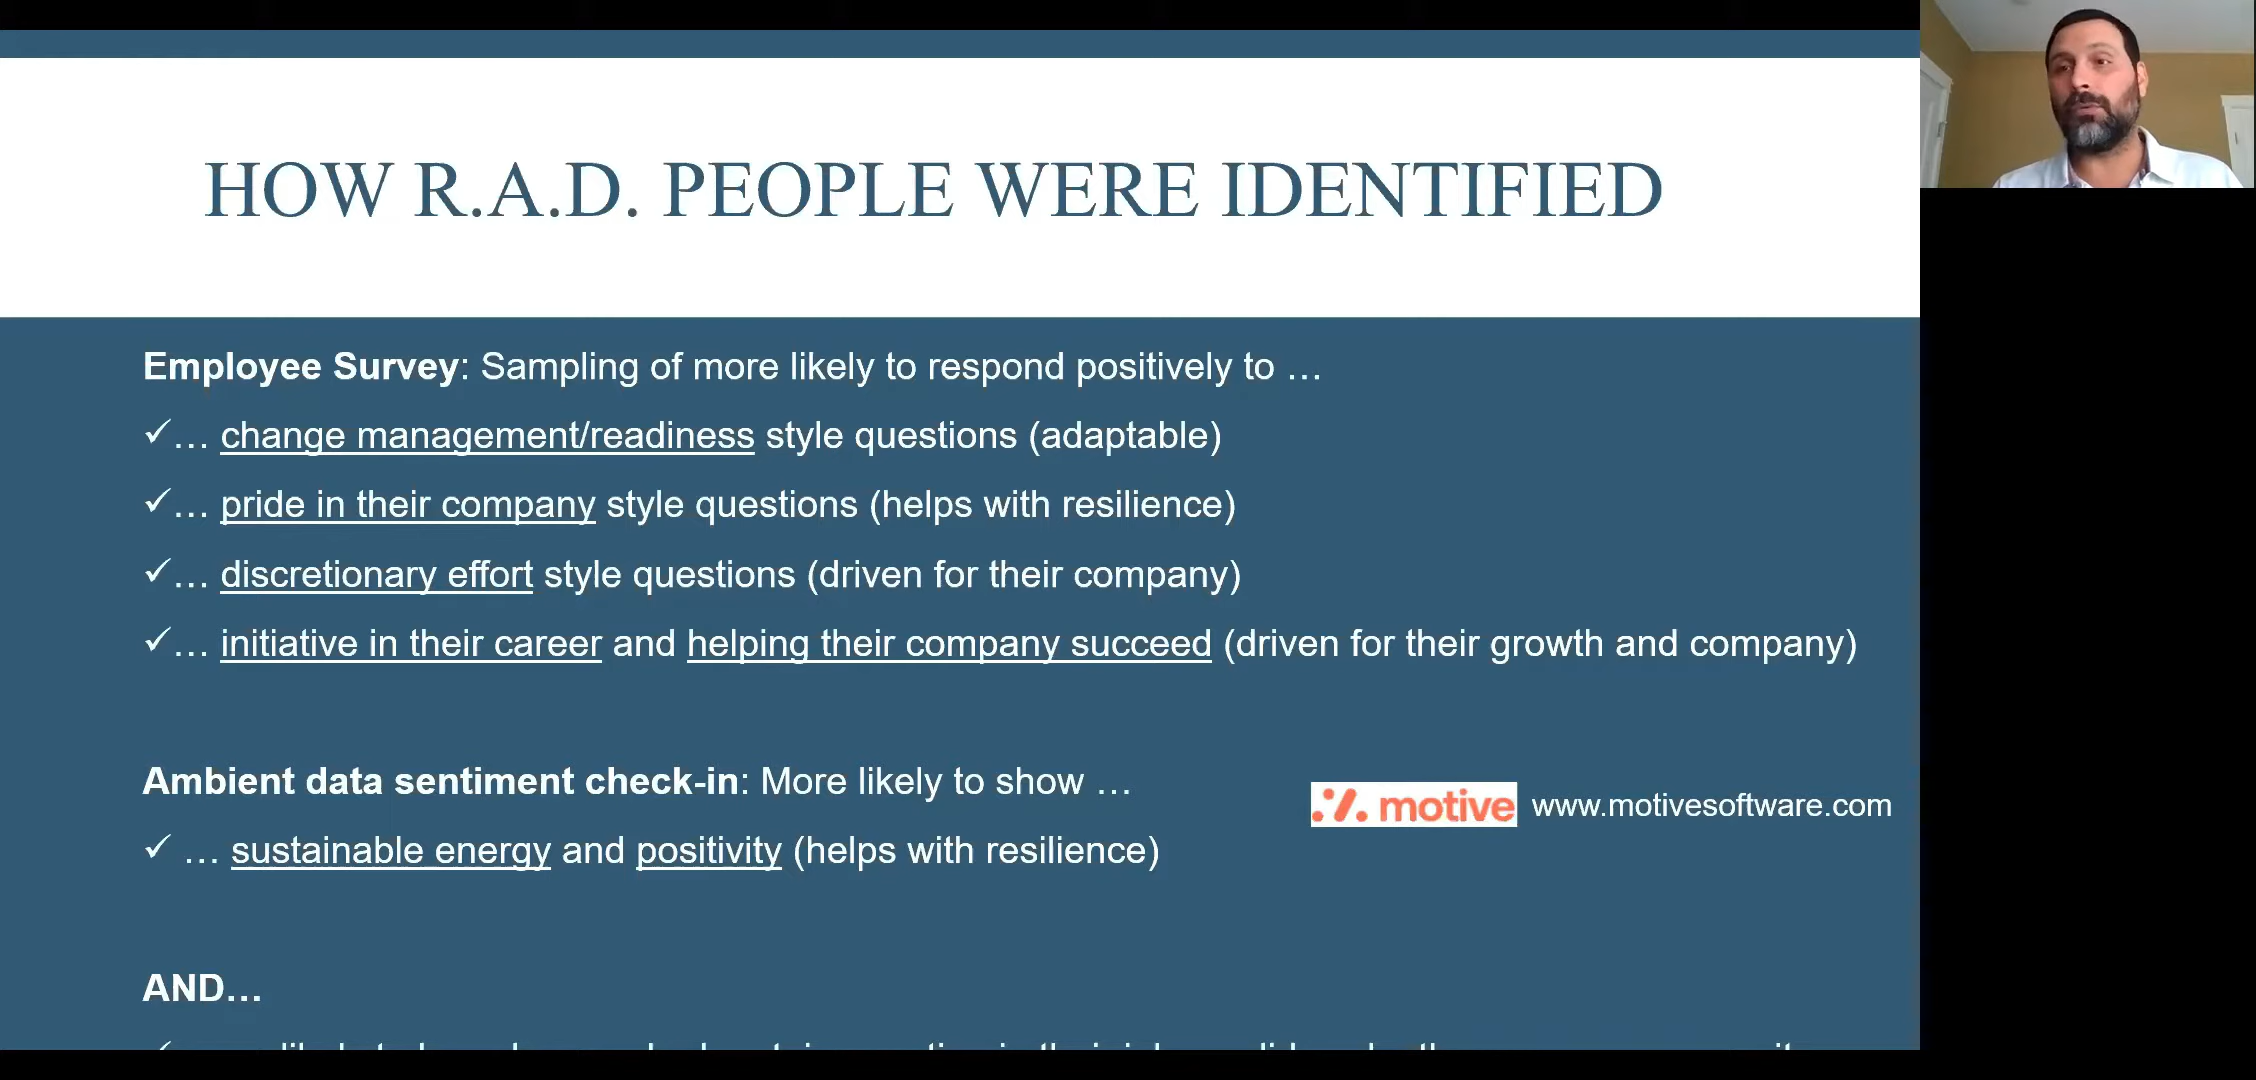 HOW R.A.D. PEOPLE WERE IDENTIFIED
Employee Survey: Sampling of more likely to respond positively to …
✓… change management/readiness style questions (adaptable)
✓… pride in their company style questions (helps with resilience)
✓… discretionary effort style questions (driven for their company)
✓… initiative in their career and helping their company succeed (driven for their growth and company)
Ambient data sentiment check-in: More likely to show …
✓ … sustainable energy and positivity (helps with resilience)
motive www.motivesoftware.com
AND…